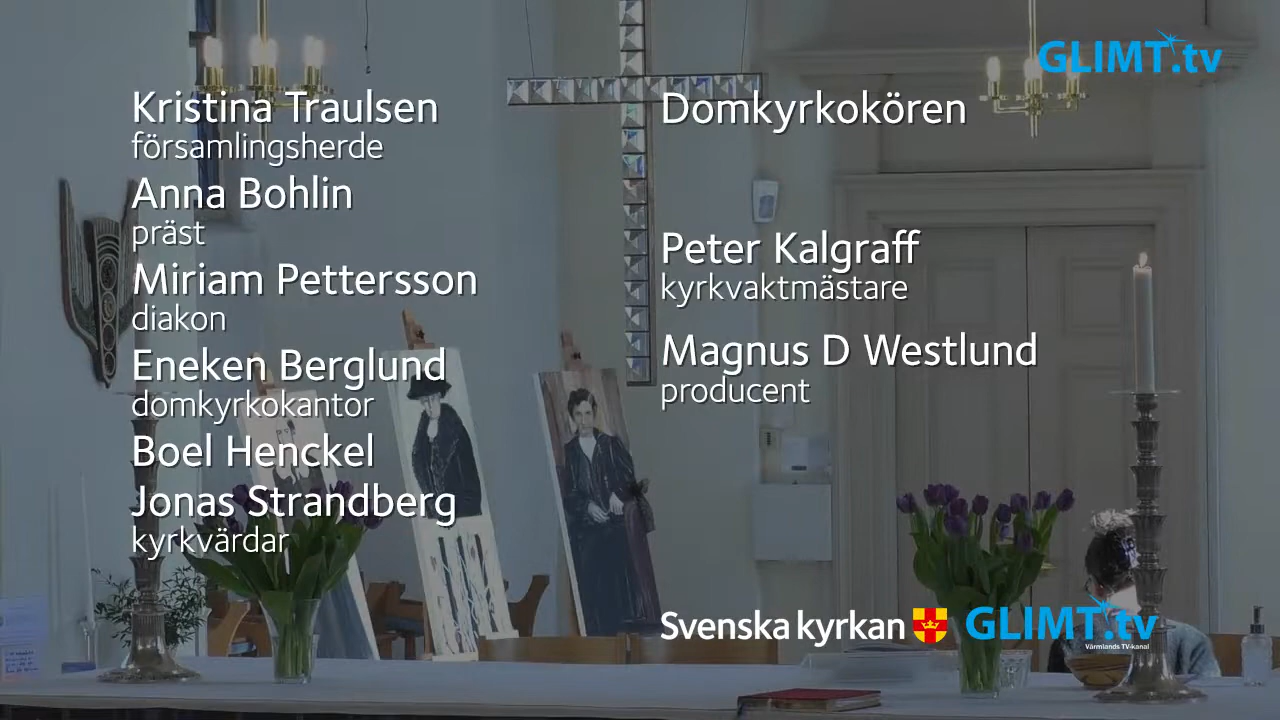 GLIMT.tv
Kristina Traulsen
församlingsherde
Anna Bohlin
präst
Miriam Pettersson
diakon
Eneken Berglund
domkyrkokantor
Boel Henckel
Jonas Strandberg
kyrkvärdar
Domkyrkokören
Peter Kalgraff
kyrkvaktmästare
Magnus D Westlund
producent
Svenska kyrkan
GLIMT.tv
Värmlands TV-kanal